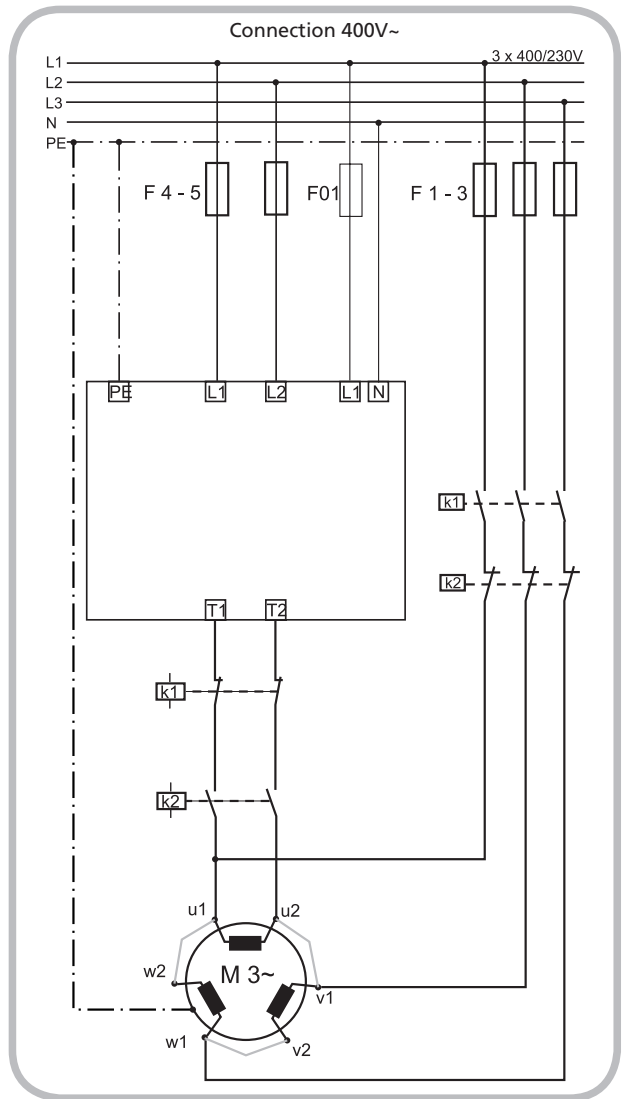 Connection 400V~
L1 3 x 400/230V
L2
L3
N
PE
F 4 - 5 F01 F 1 - 3
PE L1 L2 L1 N
k1
k2
T1 T2
k1
k2
u1 u2
w2 M 3~ v1
w1 v2